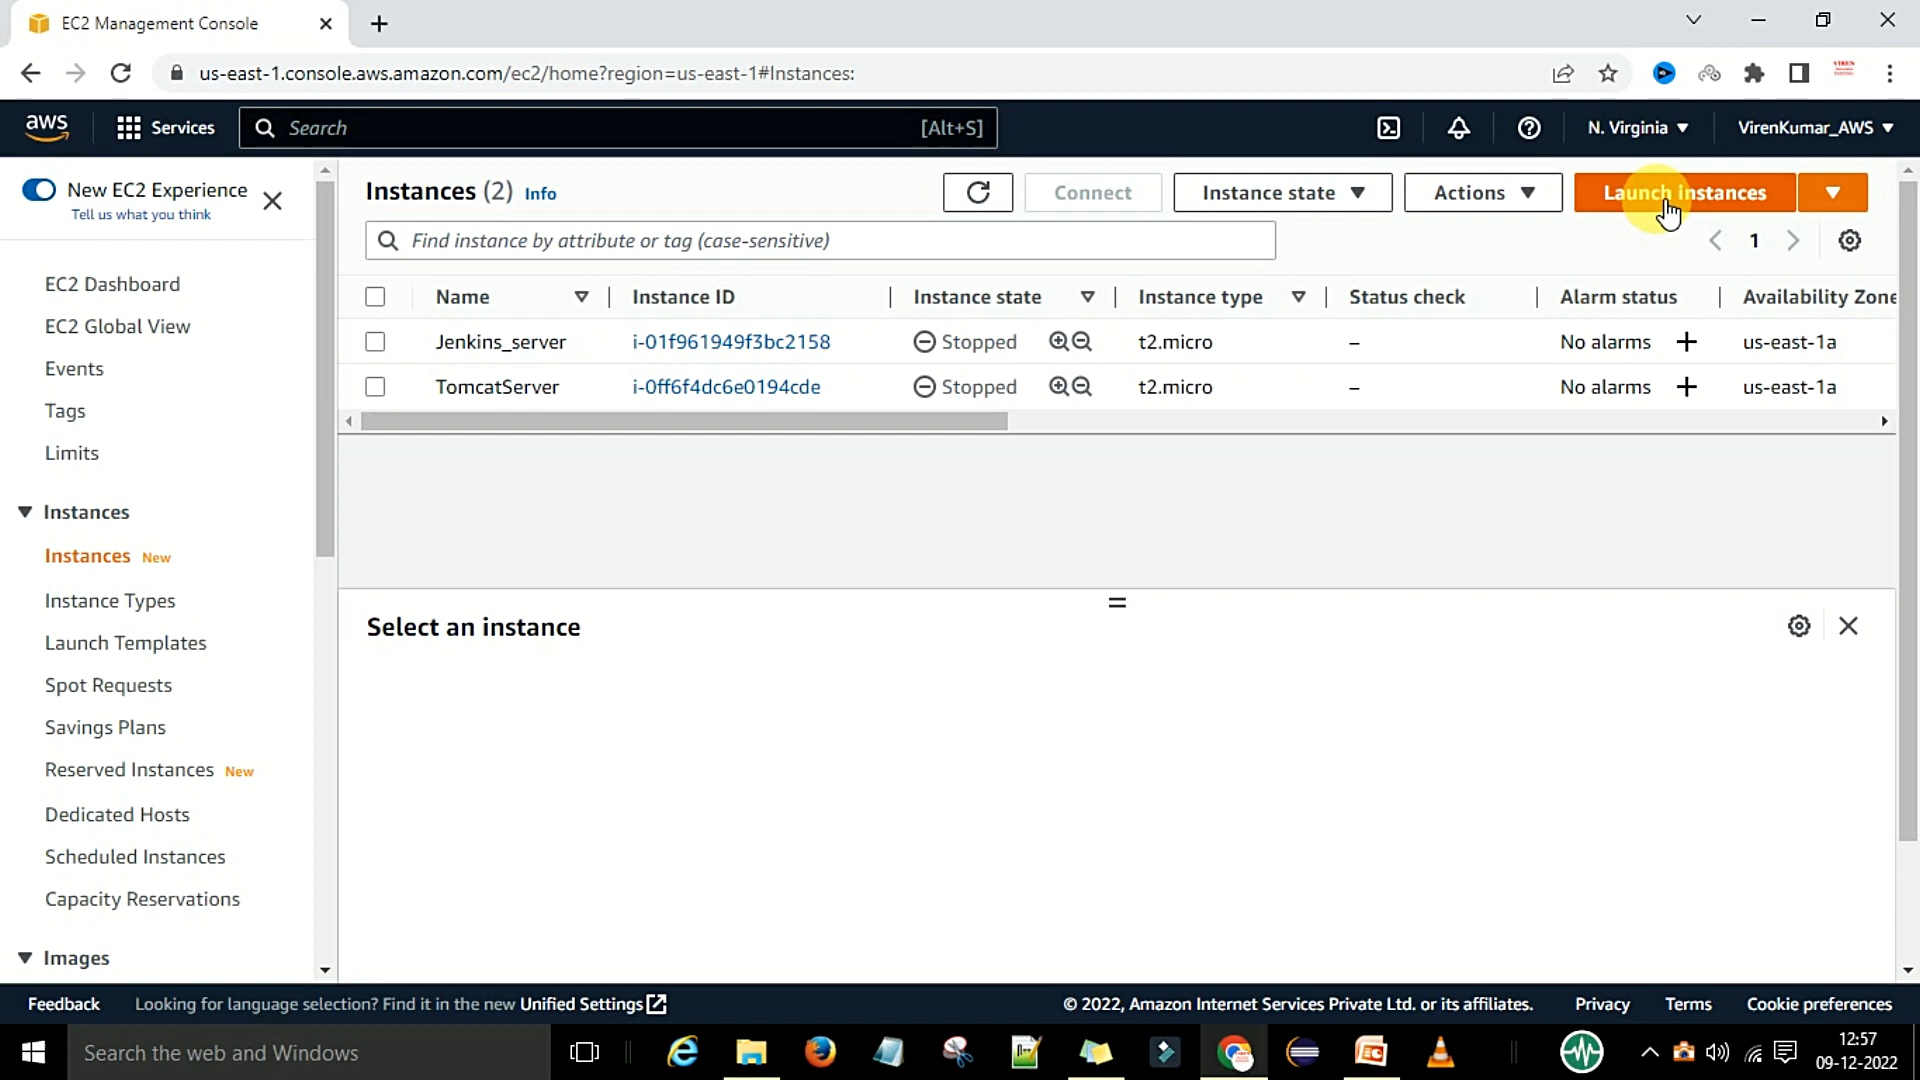 EC2 Management Console
us-east-1.console.aws.amazon.com/ec2/home?region=us-east-1#Instances:
VIREN
aws
Services
Search
[Alt+S]
N. Virginia
VirenKumar_AWS
New EC2 Experience
Tell us what you think
EC2 Dashboard
EC2 Global View
Events
Tags
Limits
Instances
Instances New
Instance Types
Launch Templates
Spot Requests
Savings Plans
Reserved Instances New
Dedicated Hosts
Scheduled Instances
Capacity Reservations
Images
Instances (2) Info
Connect
Instance state
Actions
Launch instances
Find instance by attribute or tag (case-sensitive)
1
Name Instance ID Instance state Instance type Status check Alarm status Availability Zone
Jenkins_server i-01f961949f3bc2158 Stopped t2.micro – No alarms + us-east-1a
TomcatServer i-0ff6f4dc6e0194cde Stopped t2.micro – No alarms + us-east-1a
Select an instance
Feedback
Looking for language selection? Find it in the new Unified Settings
© 2022, Amazon Internet Services Private Ltd. or its affiliates.
Privacy
Terms
Cookie preferences
Search the web and Windows
12:57
09-12-2022